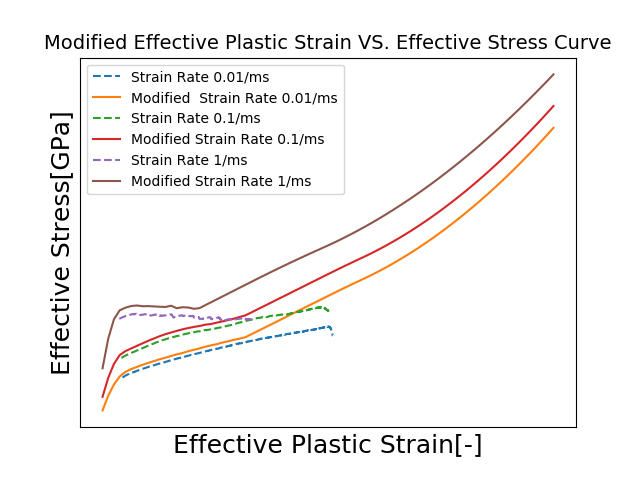 Modified Effective Plastic Strain VS. Effective Stress Curve
Strain Rate 0.01/ms
Modified  Strain Rate 0.01/ms
Strain Rate 0.1/ms
Modified Strain Rate 0.1/ms
Strain Rate 1/ms
Modified Strain Rate 1/ms
Effective Stress[GPa]
Effective Plastic Strain[-]